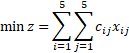 min z = ∑_{i=1}^{5} ∑_{j=1}^{5} c_{ij} x_{ij}